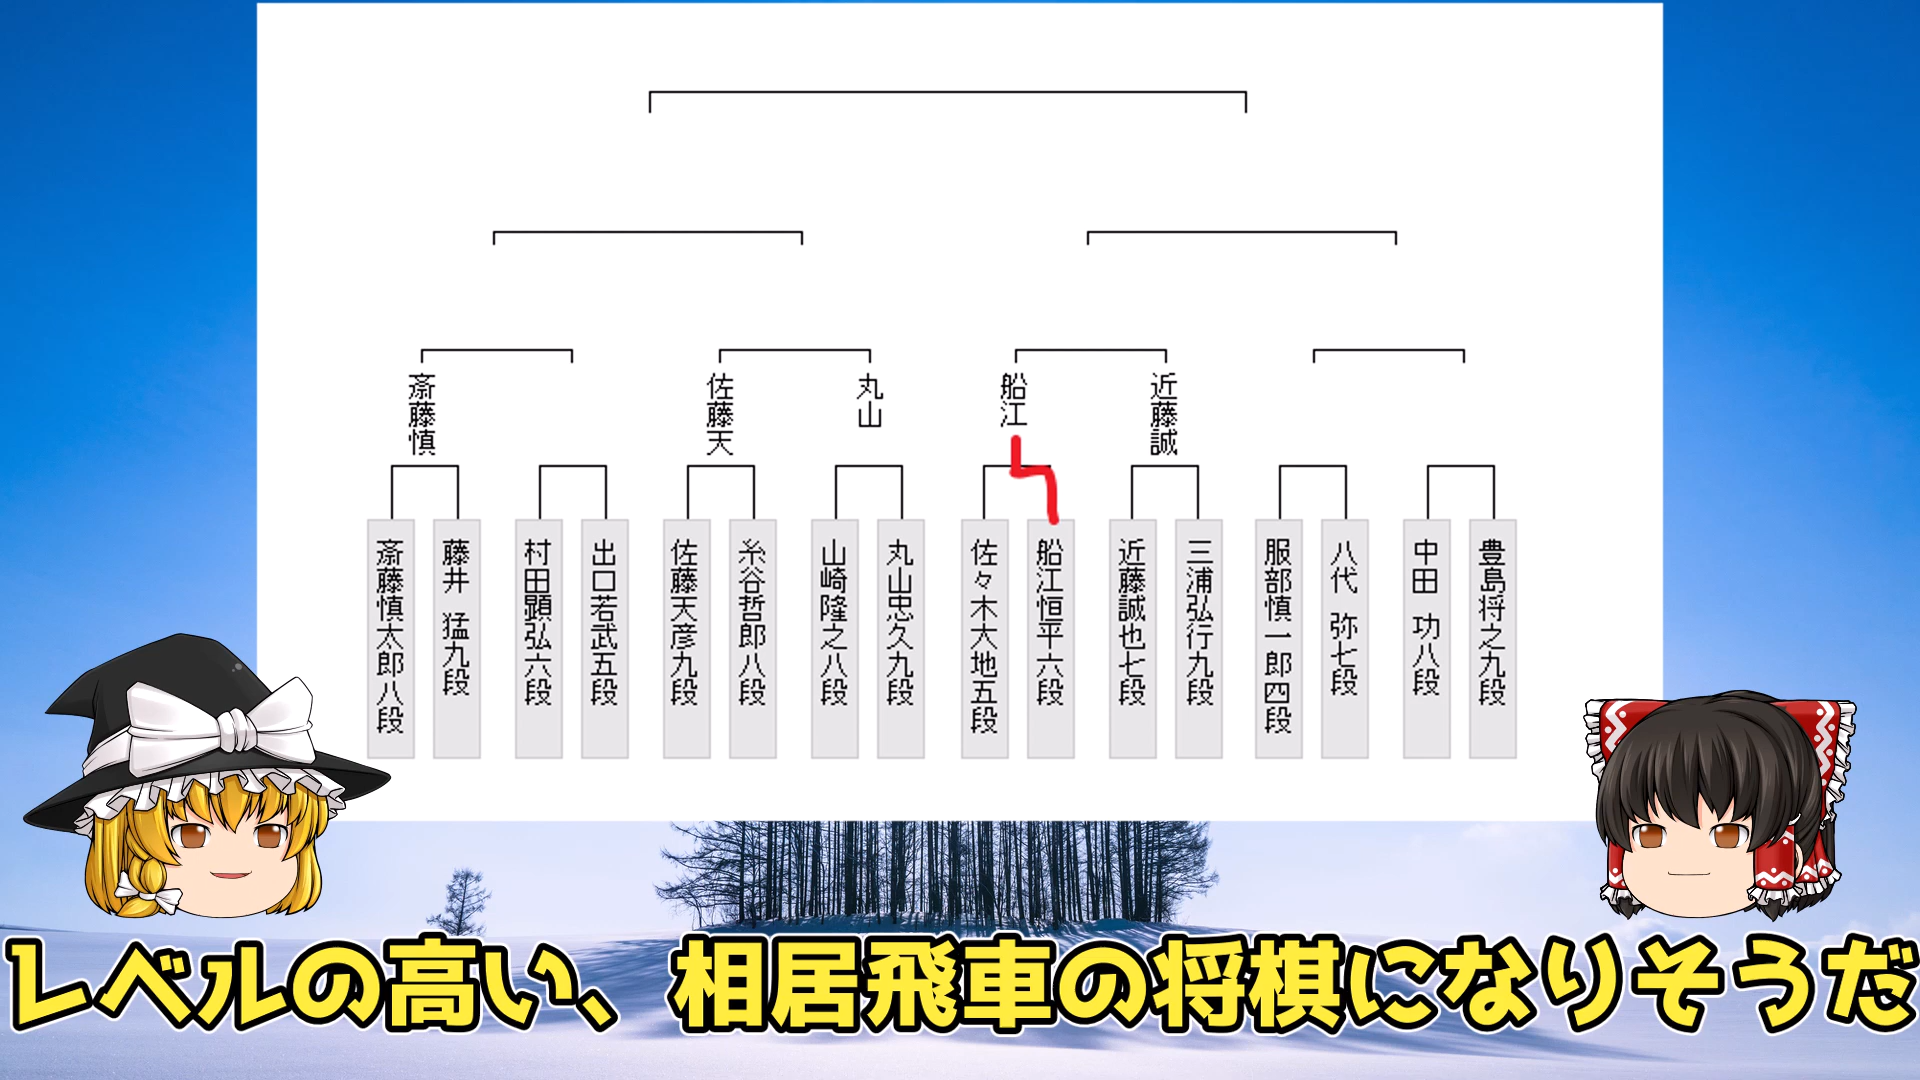 斎藤慎
佐藤天
丸山
船江
近藤誠
斎藤慎太郎八段
藤井 猛九段
村田顕弘六段
出口若武五段
佐藤天彦九段
糸谷哲郎八段
山崎隆之八段
丸山忠久九段
佐々木大地五段
船江恒平六段
近藤誠也七段
三浦弘行九段
服部慎一郎四段
八代 弥七段
中田 功八段
豊島将之九段
レベルの高い、相居飛車の将棋になりそうだ